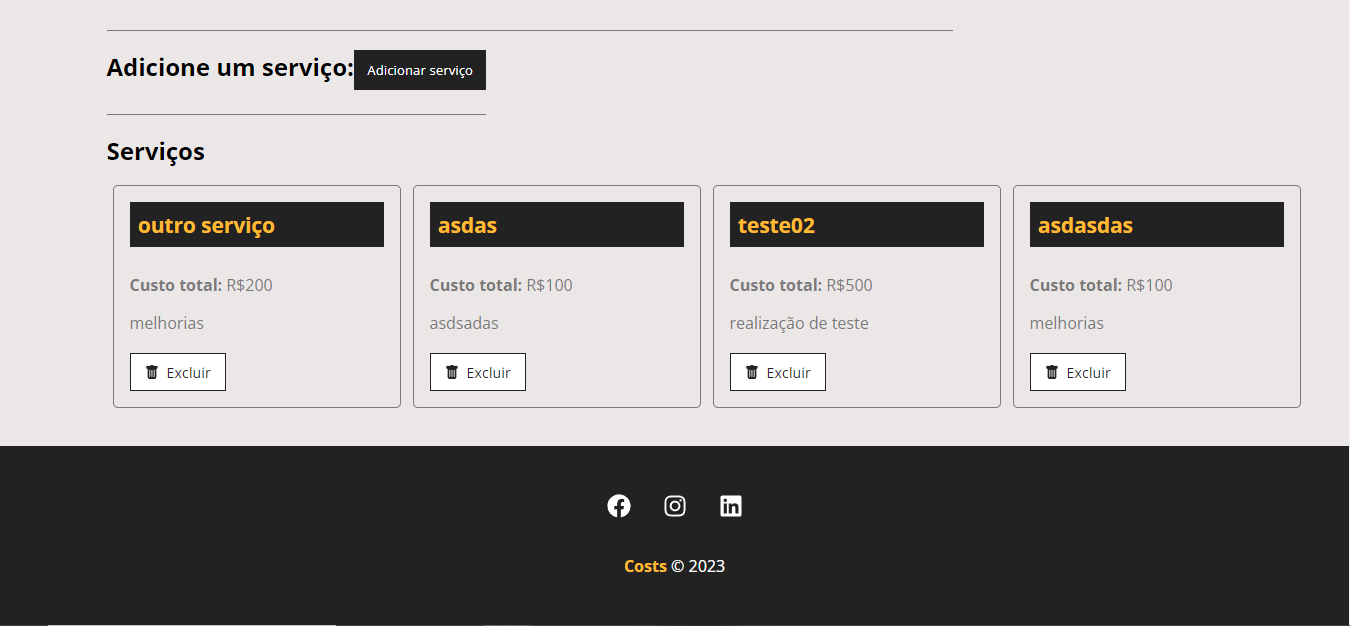 Adicione um serviço: Adicionar serviço
Serviços
outro serviço
Custo total: R$200
melhorias
Excluir
asdas
Custo total: R$100
asdsadas
Excluir
teste02
Custo total: R$500
realização de teste
Excluir
asdasdas
Custo total: R$100
melhorias
Excluir
Costs © 2023